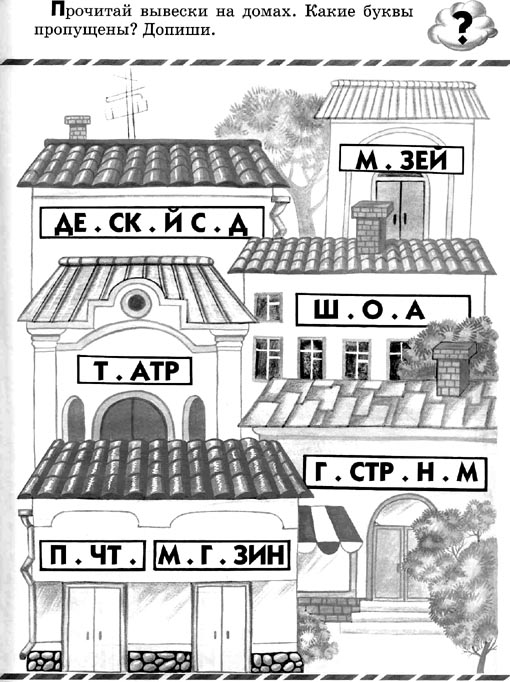 Прочитай вывески на домах. Какие буквы
пропущены? Допиши.
?
М . ЗЕЙ
ДЕ . СК . Й С . Д
Ш . О . А
Т . АТР
Г . СТР . Н . М
П . ЧТ .
М . Г . ЗИН